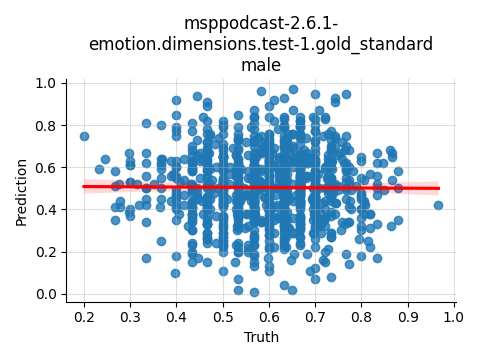 msppodcast-2.6.1-
emotion.dimensions.test-1.gold_standard
male
1.0
0.8
0.6
0.4
0.2
0.0
Prediction
0.2 0.3 0.4 0.5 0.6 0.7 0.8 0.9 1.0
Truth